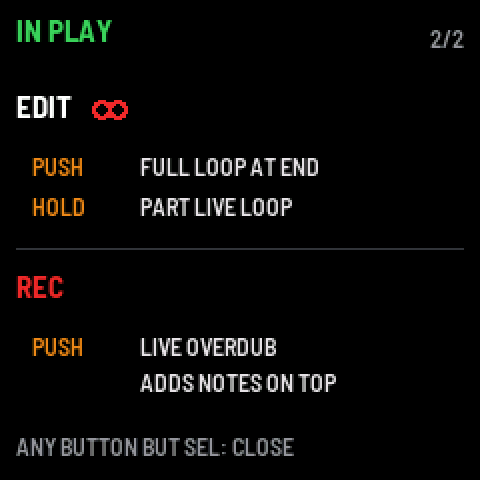 IN PLAY
2/2
EDIT
PUSH FULL LOOP AT END
HOLD PART LIVE LOOP
REC
PUSH LIVE OVERDUB
ADDS NOTES ON TOP
ANY BUTTON BUT SEL: CLOSE